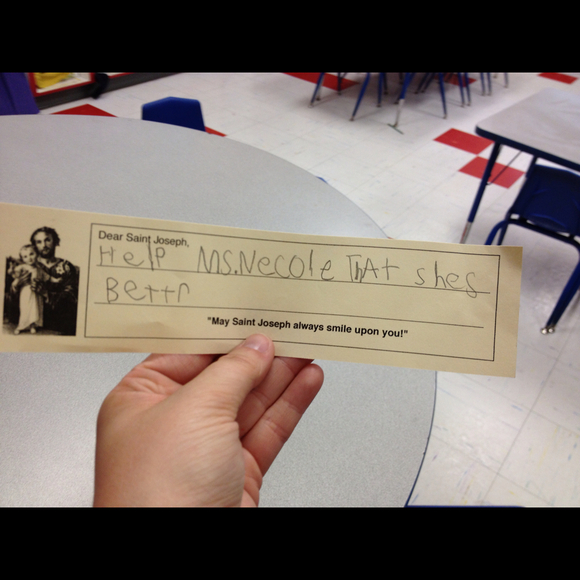 Dear Saint Joseph,
Help Ms.Necole ThAt shes
Bettr
"May Saint Joseph always smile upon you!"